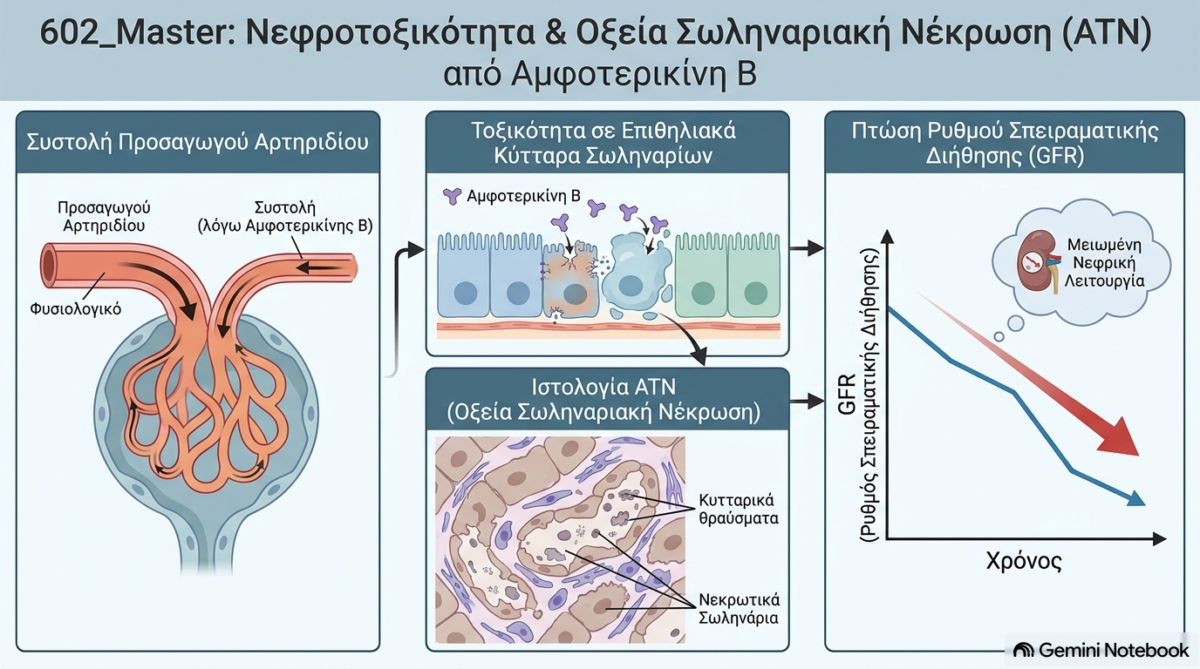 602_Master: Νεφροτοξικότητα & Οξεία Σωληναριακή Νέκρωση (ATN)
από Αμφοτερικίνη Β
Συστολή Προσαγωγού Αρτηριδίου
Προσαγωγού
Αρτηριδίου
Συστολή
(λόγω Αμφοτερικίνης Β)
Φυσιολογικό
Τοξικότητα σε Επιθηλιακά
Κύτταρα Σωληναρίων
Αμφοτερικίνη Β
Ιστολογία ATN
(Οξεία Σωληναριακή Νέκρωση)
Κυτταρικά
θραύσματα
Νεκρωτικά
Σωληνάρια
Πτώση Ρυθμού Σπειραματικής
Διήθησης (GFR)
Μειωμένη
Νεφρική
Λειτουργία
GFR
(Ρυθμός Σπειραματικής Διήθησης)
Χρόνος
Gemini Notebook